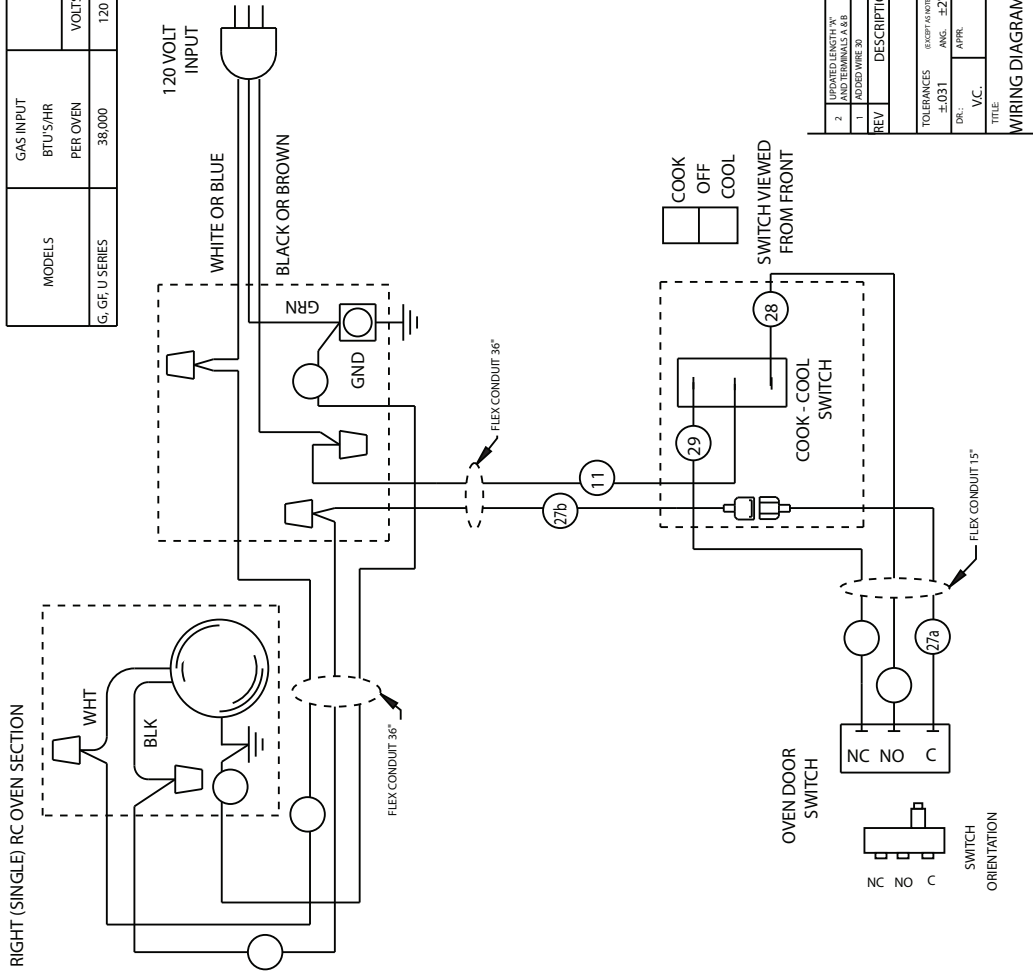 RIGHT (SINGLE) RC OVEN SECTION
MODELS
GAS INPUT
BTU'S/HR
PER OVEN
VOLTS
G, GF, U SERIES
38,000
120
120 VOLT
INPUT
WHITE OR BLUE
BLACK OR BROWN
GRN
GND
WHT
BLK
FLEX CONDUIT 36"
FLEX CONDUIT 36"
27b
11
29
28
COOK - COOL
SWITCH
COOK
OFF
COOL
SWITCH VIEWED
FROM FRONT
FLEX CONDUIT 15"
27a
OVEN DOOR
SWITCH
NC NO C
NC NO C
SWITCH
ORIENTATION
2 UPDATED LENGTH "A"
AND TERMINALS A & B
1 ADDED WIRE 30
REV
TOLERANCES
(EXCEPT AS NOTED
±.031
ANG.
DR.:
V.C.
APPR.
TITLE:
WIRING DIAGRAM